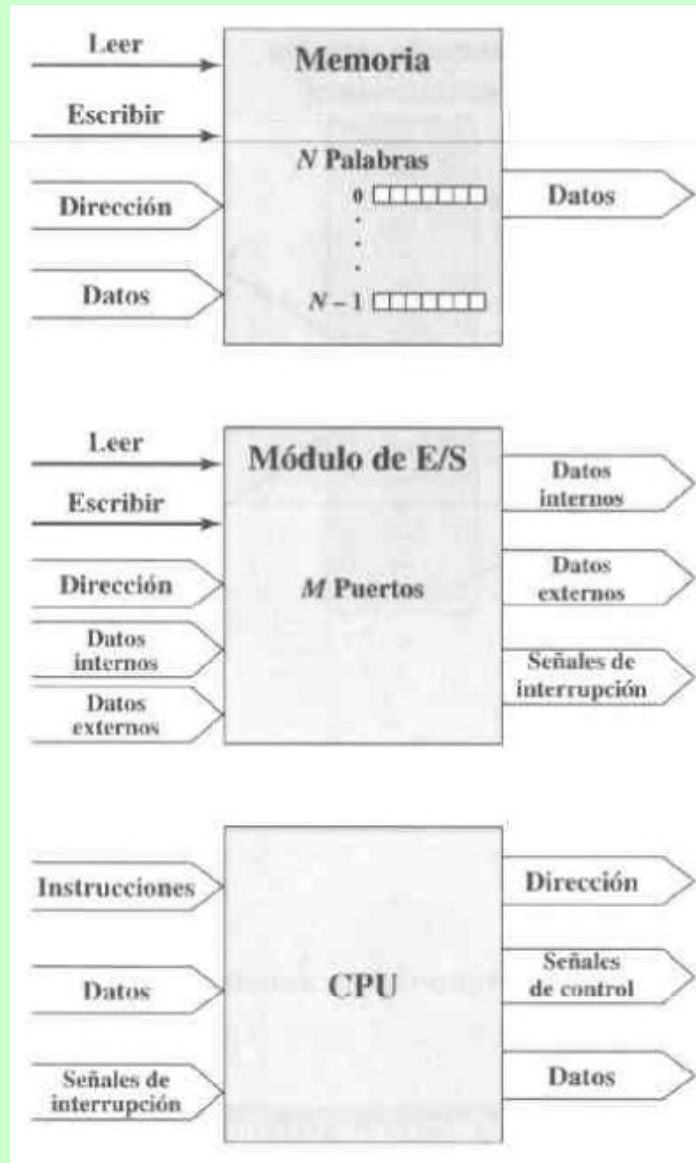 Leer
Memoria
Escribir
N Palabras
0
Dirección
Datos
Datos
N – 1
Leer
Módulo de E/S
Datos
internos
Escribir
Dirección
M Puertos
Datos
externos
Datos
internos
Señales de
interrupción
Datos
externos
Instrucciones
Dirección
CPU
Señales
de control
Datos
Señales de
interrupción
Datos